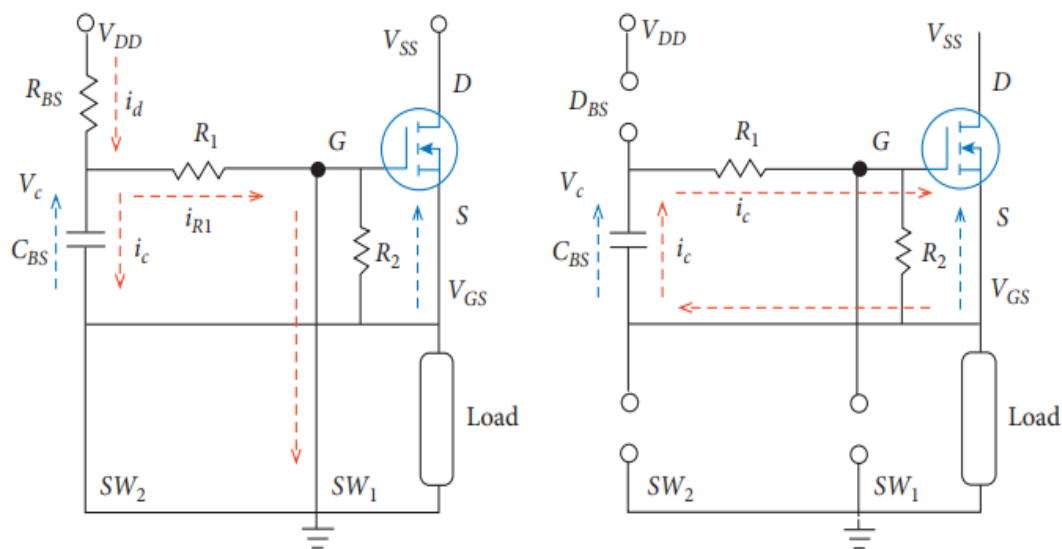 V_DD
V_SS
R_BS
i_d
D
R_1
G
V_c
i_R1
S
C_BS
i_c
R_2
V_GS
Load
SW_2
SW_1
V_DD
V_SS
D_BS
D
R_1
G
V_c
i_c
S
C_BS
i_c
R_2
V_GS
Load
SW_2
SW_1